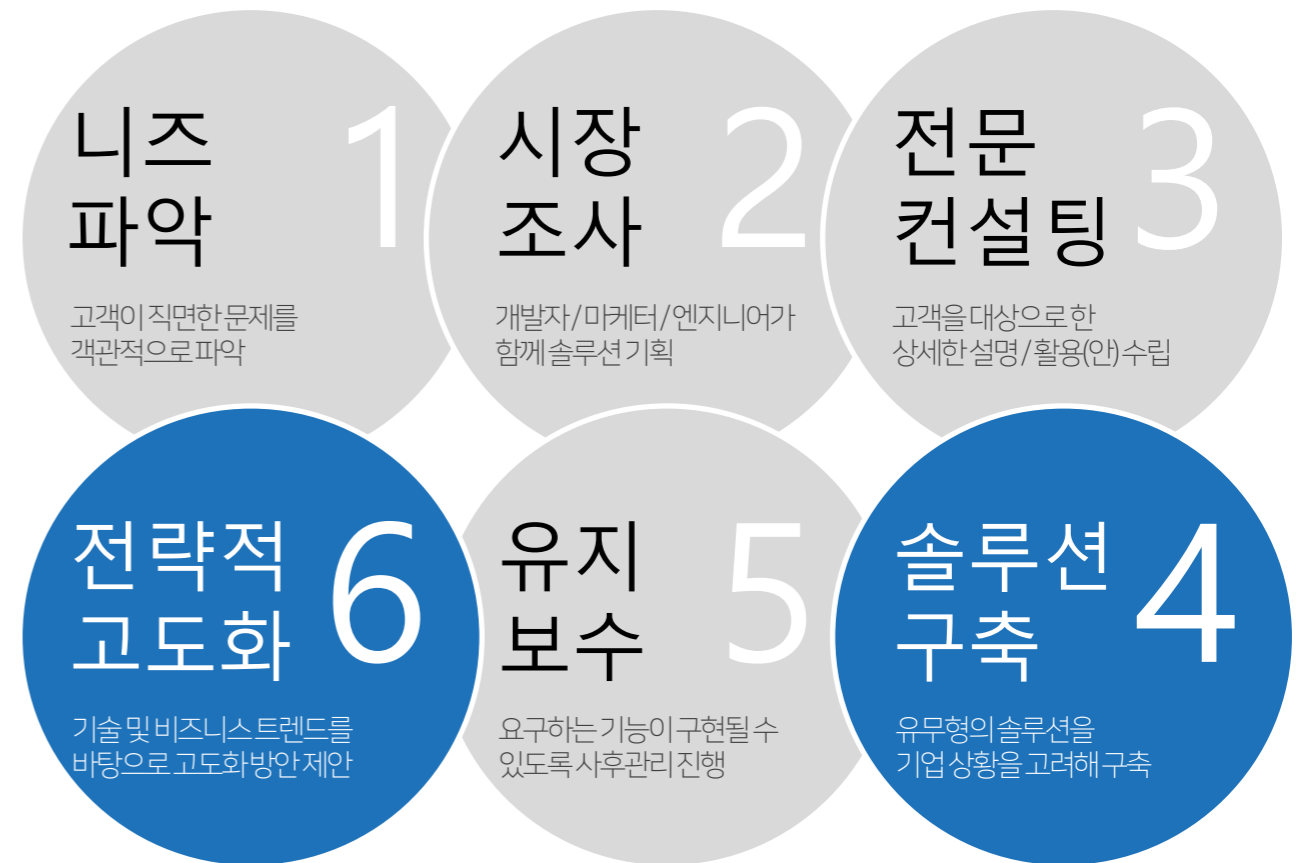 니즈
파악
1
고객이 직면한 문제를
객관적으로 파악
시장
조사
2
개발자 / 마케터 / 엔지니어가
함께 솔루션 기획
전문
컨설팅
3
고객을 대상으로 한
상세한 설명 / 활용(안) 수립
전략적
고도화
6
기술 및 비즈니스 트렌드를
바탕으로 고도화 방안 제안
유지
보수
5
요구하는 기능이 구현될 수
있도록 사후관리 진행
솔루션
구축
4
유무형의 솔루션을
기업 상황을 고려해 구축